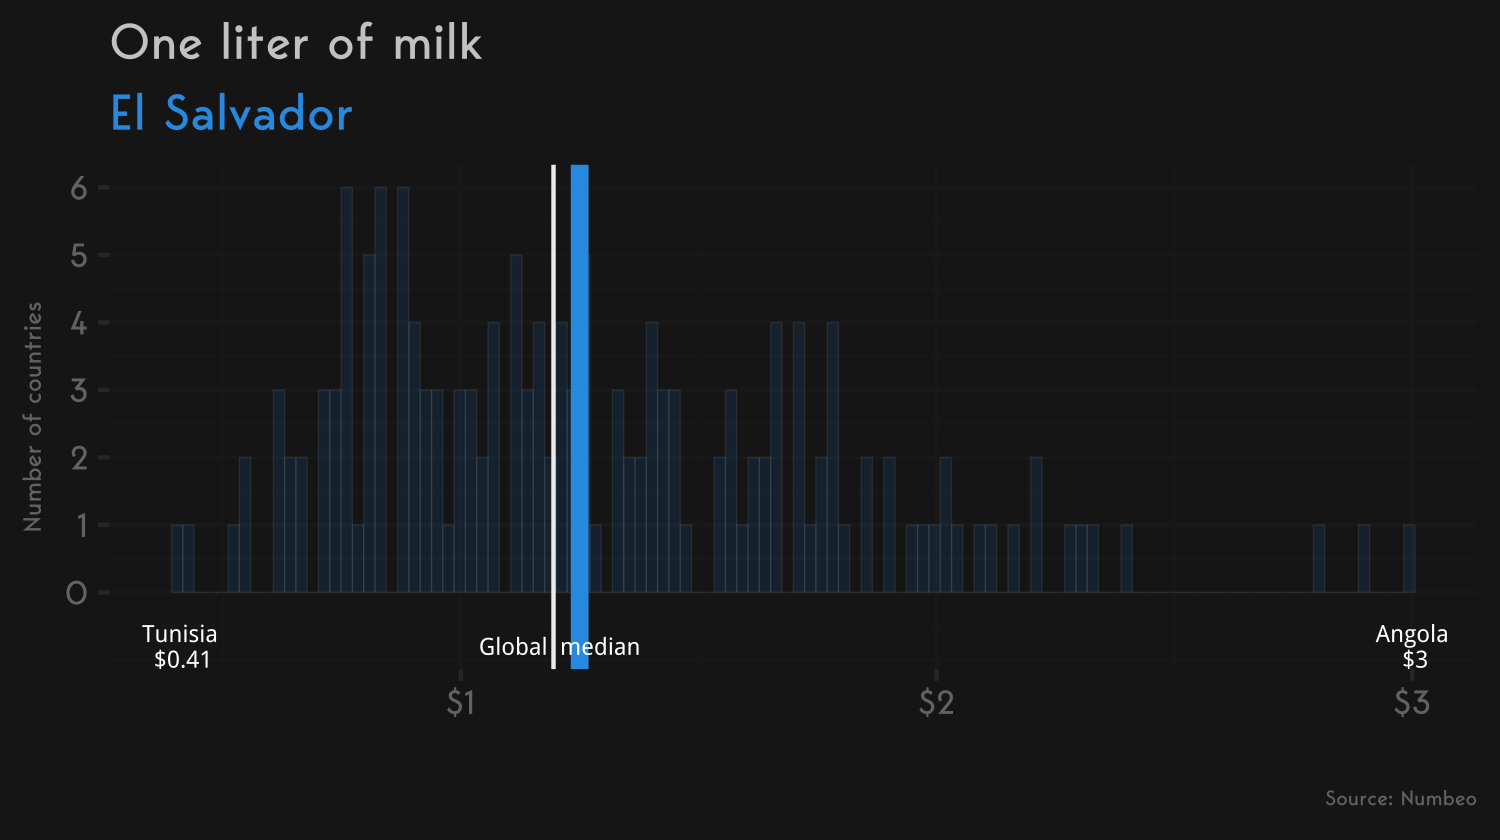 One liter of milk
El Salvador
Number of countries
6
5
4
3
2
1
0
Tunisia
$0.41
Global median
Angola
$3
$1
$2
$3
Source: Numbeo